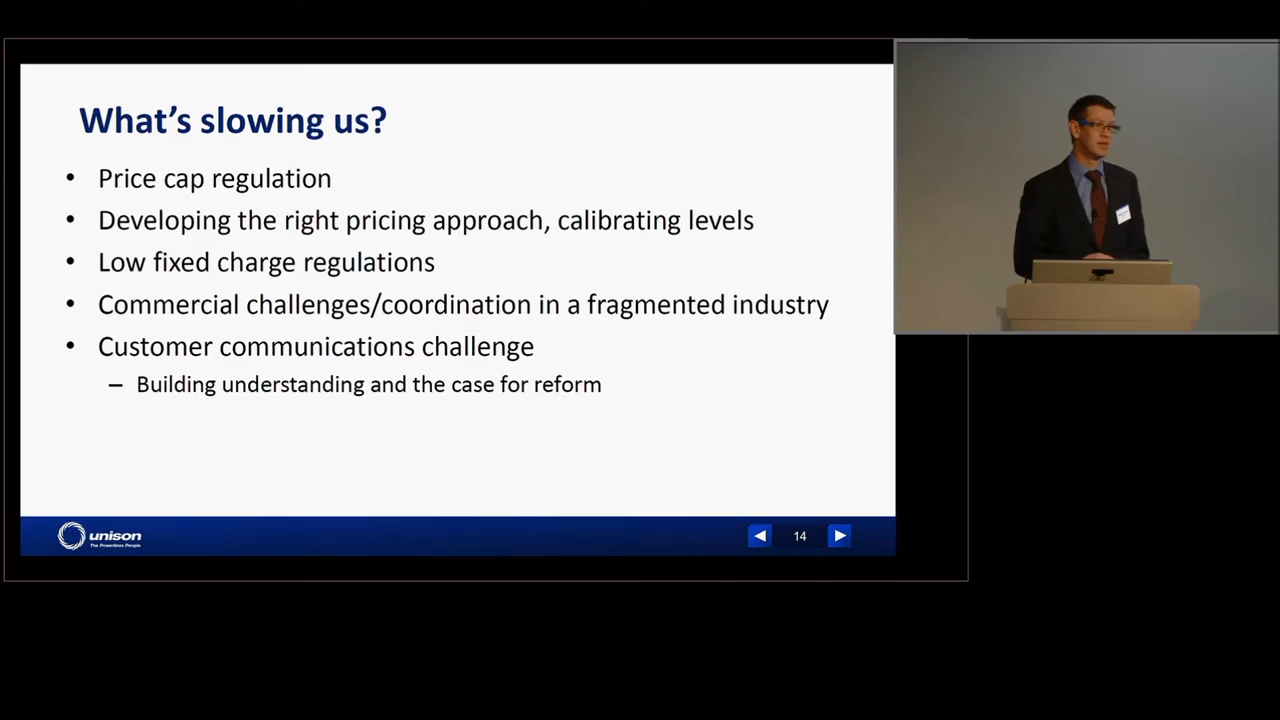 What's slowing us?
• Price cap regulation
• Developing the right pricing approach, calibrating levels
• Low fixed charge regulations
• Commercial challenges/coordination in a fragmented industry
• Customer communications challenge
– Building understanding and the case for reform
unison
The Powerlines People
14